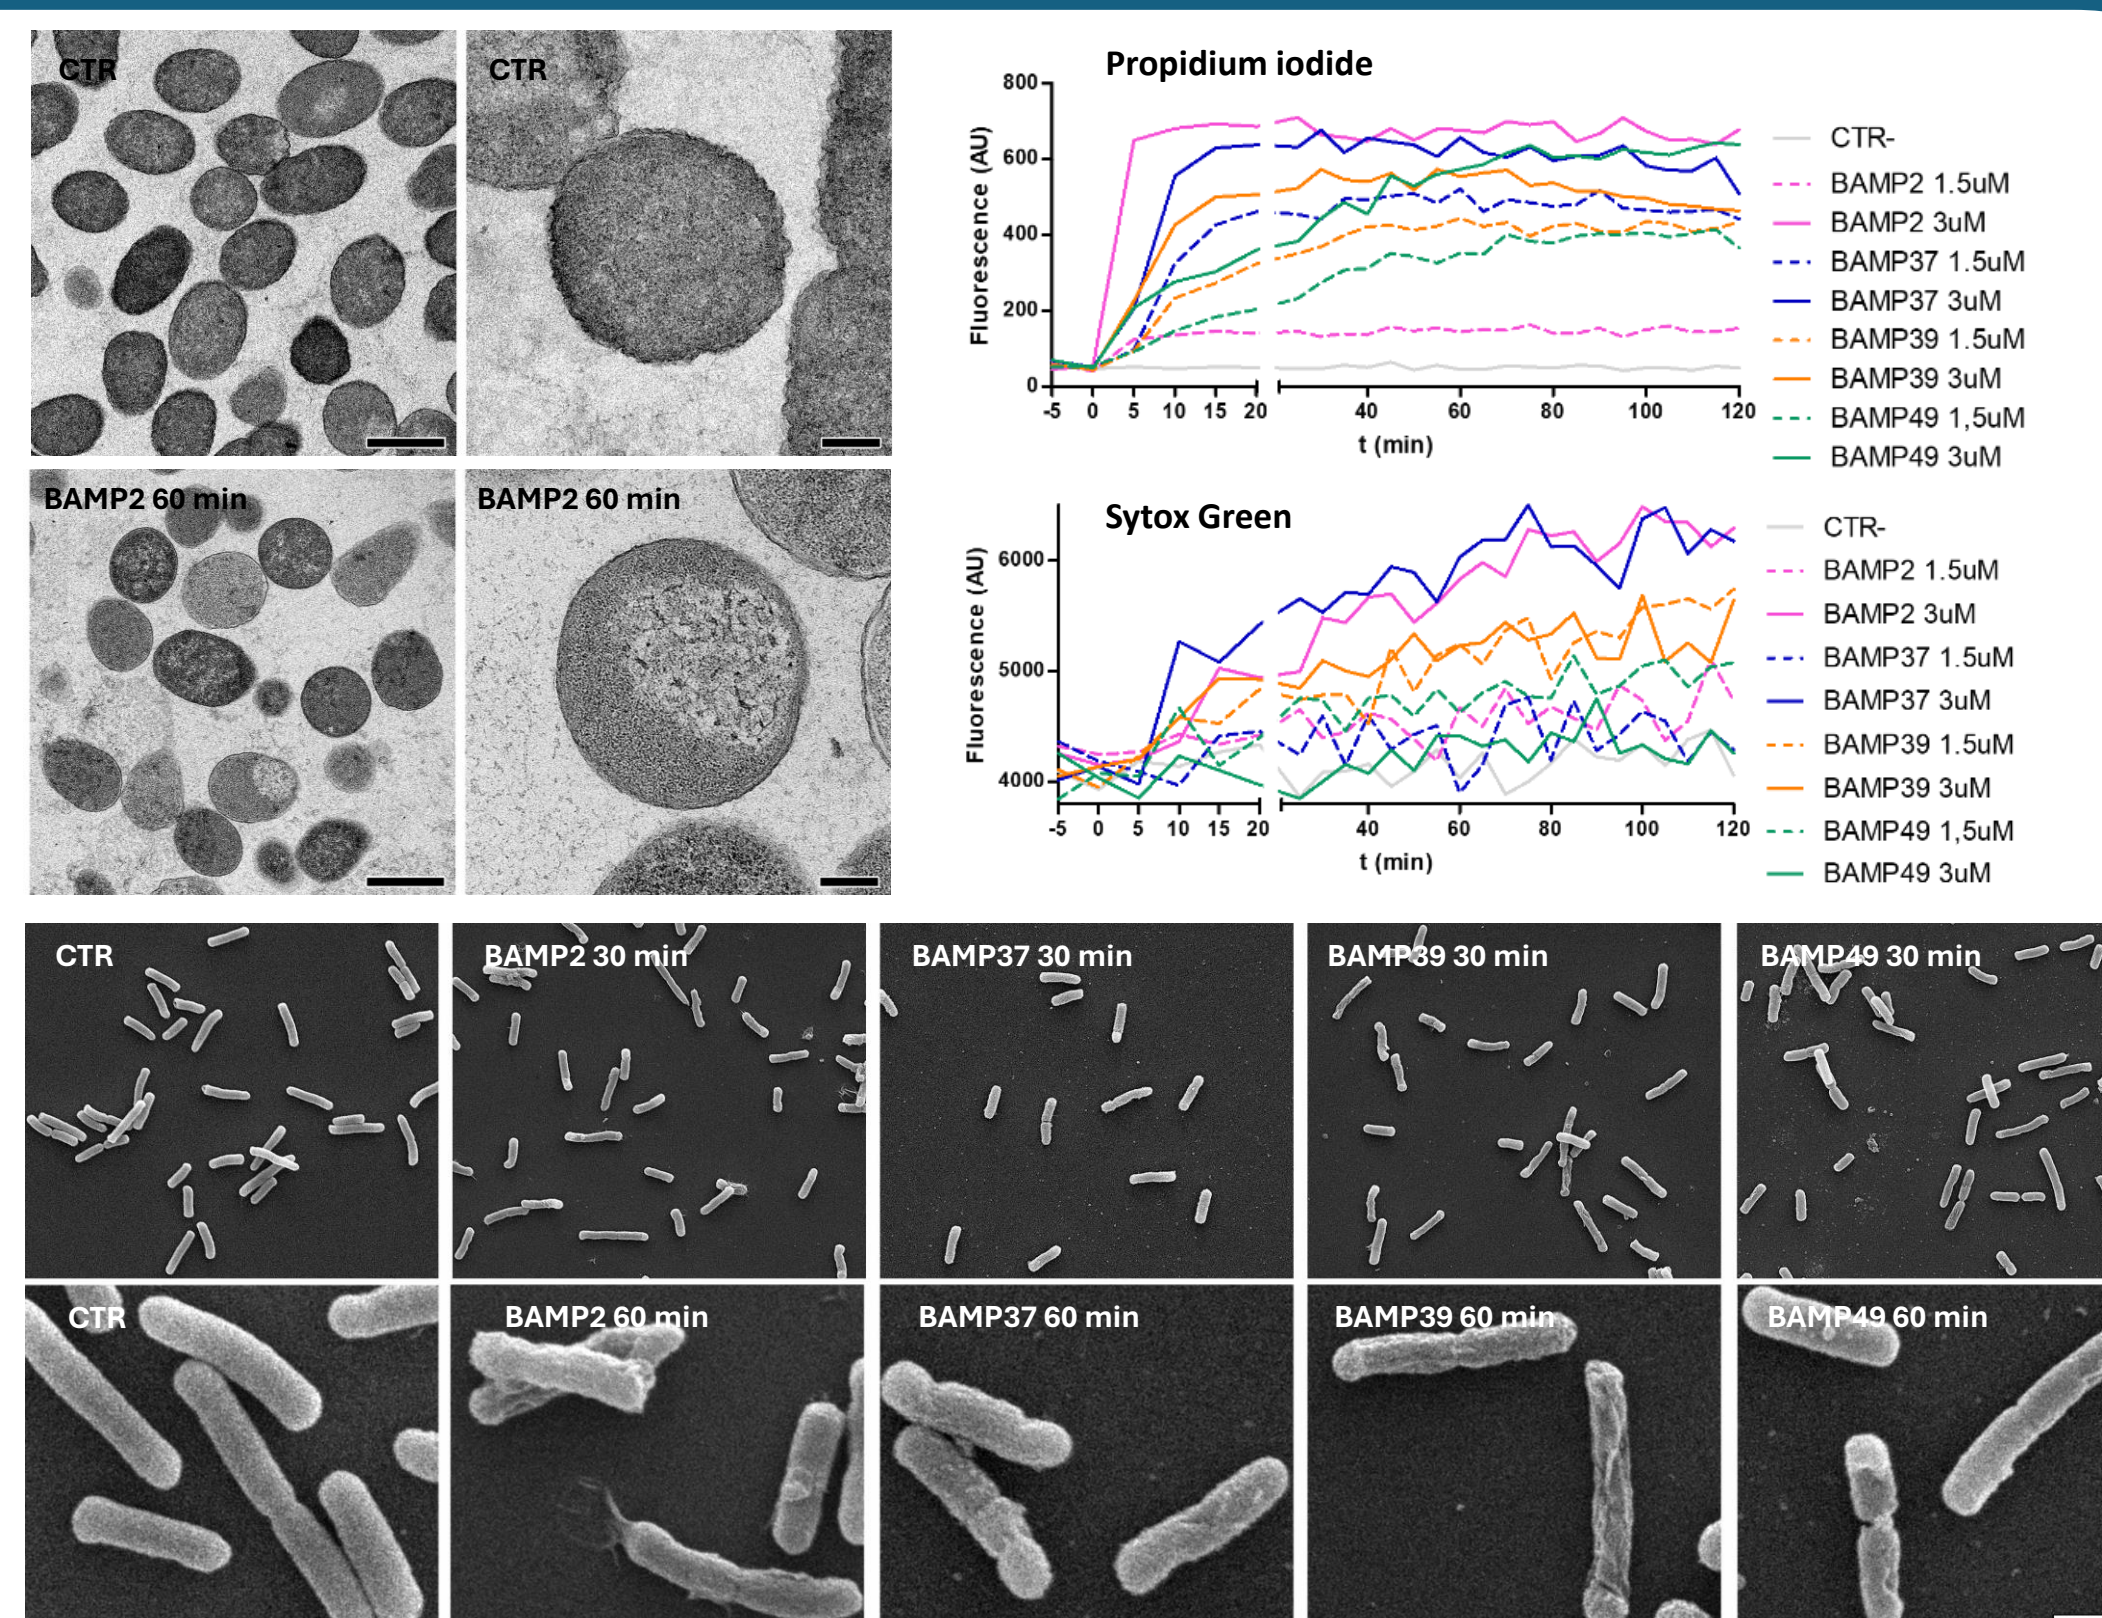 CTR
CTR
BAMP2 60 min
BAMP2 60 min
Propidium iodide
Fluorescence (AU)
800
600
400
200
0
-5 0 5 10 15 20 40 60 80 100 120
t (min)
CTR-
BAMP2 1.5uM
BAMP2 3uM
BAMP37 1.5uM
BAMP37 3uM
BAMP39 1.5uM
BAMP39 3uM
BAMP49 1,5uM
BAMP49 3uM
Sytox Green
Fluorescence (AU)
6000
5000
4000
-5 0 5 10 15 20 40 60 80 100 120
t (min)
CTR-
BAMP2 1.5uM
BAMP2 3uM
BAMP37 1.5uM
BAMP37 3uM
BAMP39 1.5uM
BAMP39 3uM
BAMP49 1,5uM
BAMP49 3uM
CTR
BAMP2 30 min
BAMP37 30 min
BAMP39 30 min
BAMP49 30 min
CTR
BAMP2 60 min
BAMP37 60 min
BAMP39 60 min
BAMP49 60 min